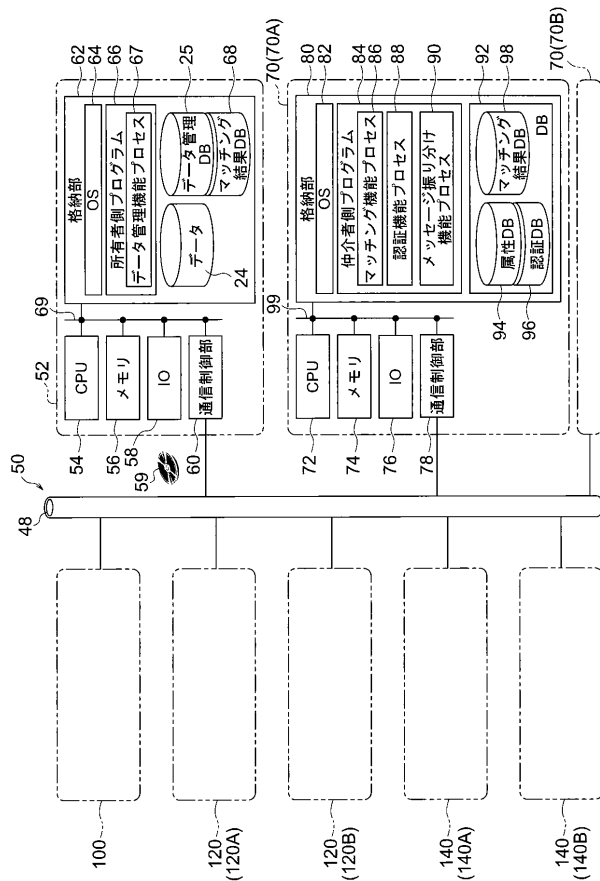 50
48
100
120
(120A)
120
(120B)
140
(140A)
140
(140B)
52
54
CPU
56
メモリ
58
IO
59
60
通信制御部
69
格納部
62
OS
64
所有者側プログラム
66
データ管理機能プロセス
67
データ
24
データ管理
DB
25
マッチング
結果DB
68
70(70A)
72
CPU
74
メモリ
76
IO
78
通信制御部
99
格納部
80
OS
82
仲介者側プログラム
84
マッチング機能プロセス
86
認証機能プロセス
88
メッセージ振り分け
機能プロセス
90
92
属性DB
94
認証DB
96
マッチング
結果DB
98
DB
70(70B)